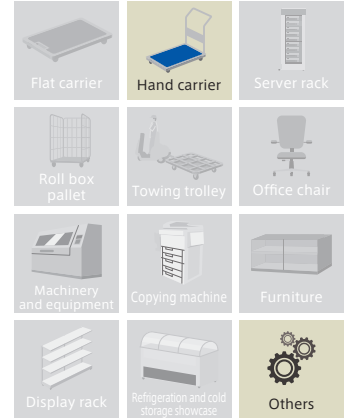 Flat carrier
Hand carrier
Server rack
Roll box
pallet
Towing trolley
Office chair
Machinery
and equipment
Copying machine
Furniture
Display rack
Refrigeration and cold
storage showcase
Others